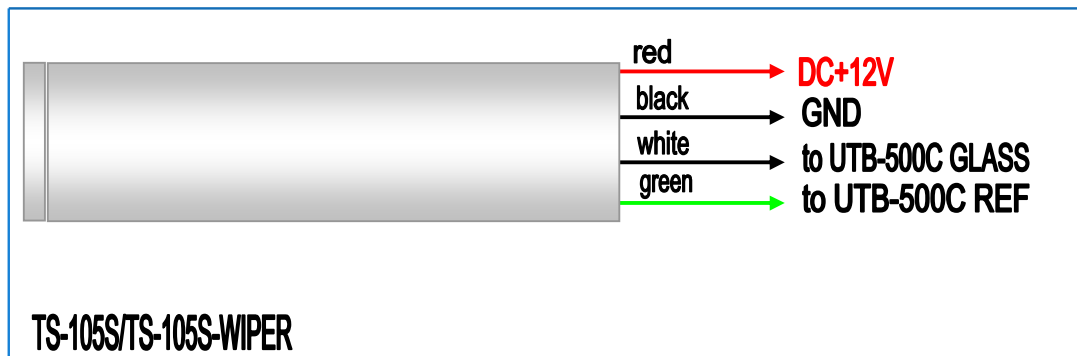 red DC+12V
black GND
white to UTB-500C GLASS
green to UTB-500C REF
TS-105S/TS-105S-WIPER